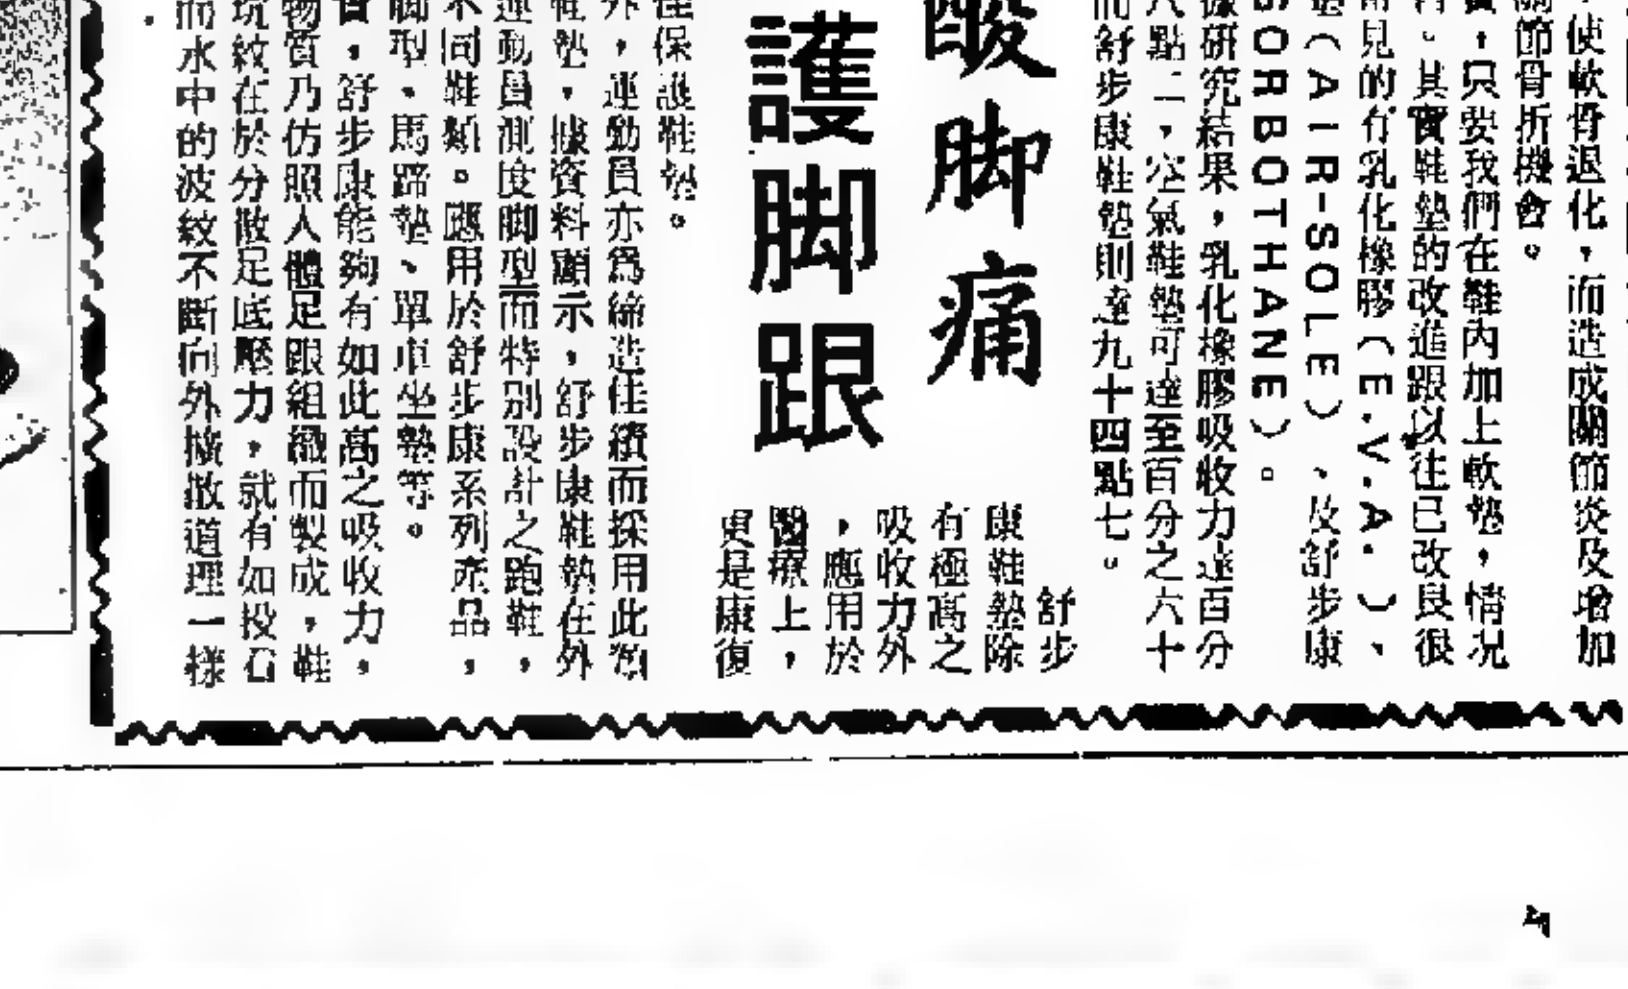 使軟骨退化，而造成關節炎及增加
關節骨折機會。
，只要我們在鞋內加上軟墊，情况
。其實鞋墊的改進跟以往已改良很
見的有乳化橡膠（E.V.A.），
墊（AIR-SOLE），及舒步康
SORBOTHANE）。
據研究結果，乳化橡膠吸收力達百分
八點二，空氣鞋墊可達至百分之六十
而舒步康鞋墊則達九十四點七。
酸脚痛
護脚跟
舒步
康鞋墊除
有極高之
吸收力外
，應用於
醫療上，
更是康復
保護鞋墊。
外，運動員亦爲締造佳績而採用此類
鞋墊，據資料顯示，舒步康鞋墊在外
運動員測度脚型而特別設計之跑鞋，
不同鞋類。應用於舒步康系列產品，
脚型、馬蹄墊、單車坐墊等。
，舒步康能夠有如此高之吸收力，
物質乃仿照人體足跟組織而製成，鞋
坑紋在於分散足底壓力，就有如投石
而水中的波紋不斷向外擴散道理一樣